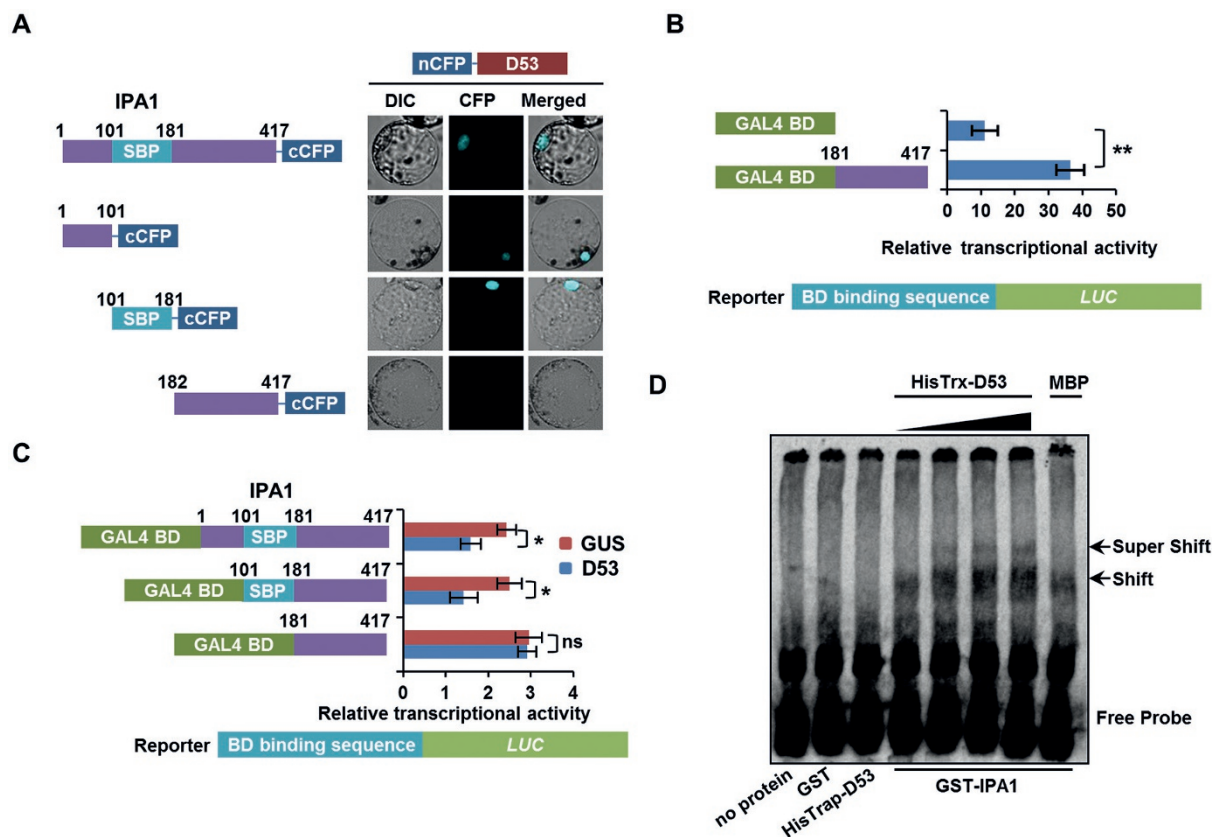 A
nCFP D53
IPA1
DIC CFP Merged
1 101 181 417
SBP cCFP
1 101
cCFP
101 181
SBP cCFP
182 417
cCFP
B
GAL4 BD
181 417
GAL4 BD
**
0 10 20 30 40 50
Relative transcriptional activity
Reporter BD binding sequence LUC
C
IPA1
1 101 181 417
GAL4 BD SBP
*
GUS
D53
101 181 417
GAL4 BD SBP
*
181 417
GAL4 BD
ns
0 1 2 3 4
Relative transcriptional activity
Reporter BD binding sequence LUC
D
HisTrx-D53 MBP
Super Shift
Shift
Free Probe
no protein
GST
HisTrap-D53
GST-IPA1